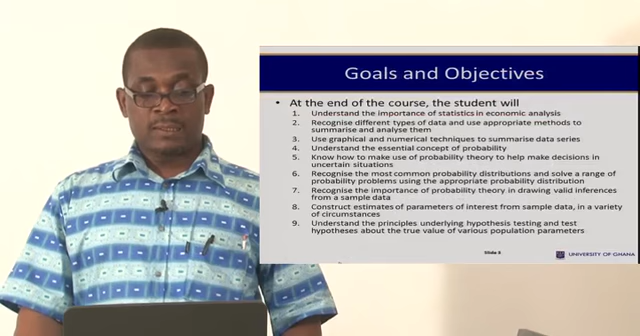 Goals and Objectives
• At the end of the course, the student will
1. Understand the importance of statistics in economic analysis
2. Recognise different types of data and use appropriate methods to
summarise and analyse them
3. Use graphical and numerical techniques to summarise data series
4. Understand the essential concept of probability
5. Know how to make use of probability theory to help make decisions in
uncertain situations
6. Recognise the most common probability distributions and solve a range of
probability problems using the appropriate probability distribution
7. Recognise the importance of probability theory in drawing valid inferences
from a sample data
8. Construct estimates of parameters of interest from sample data, in a variety
of circumstances
9. Understand the principles underlying hypothesis testing and test
hypotheses about the true value of various population parameters
UNIVERSITY OF GHANA